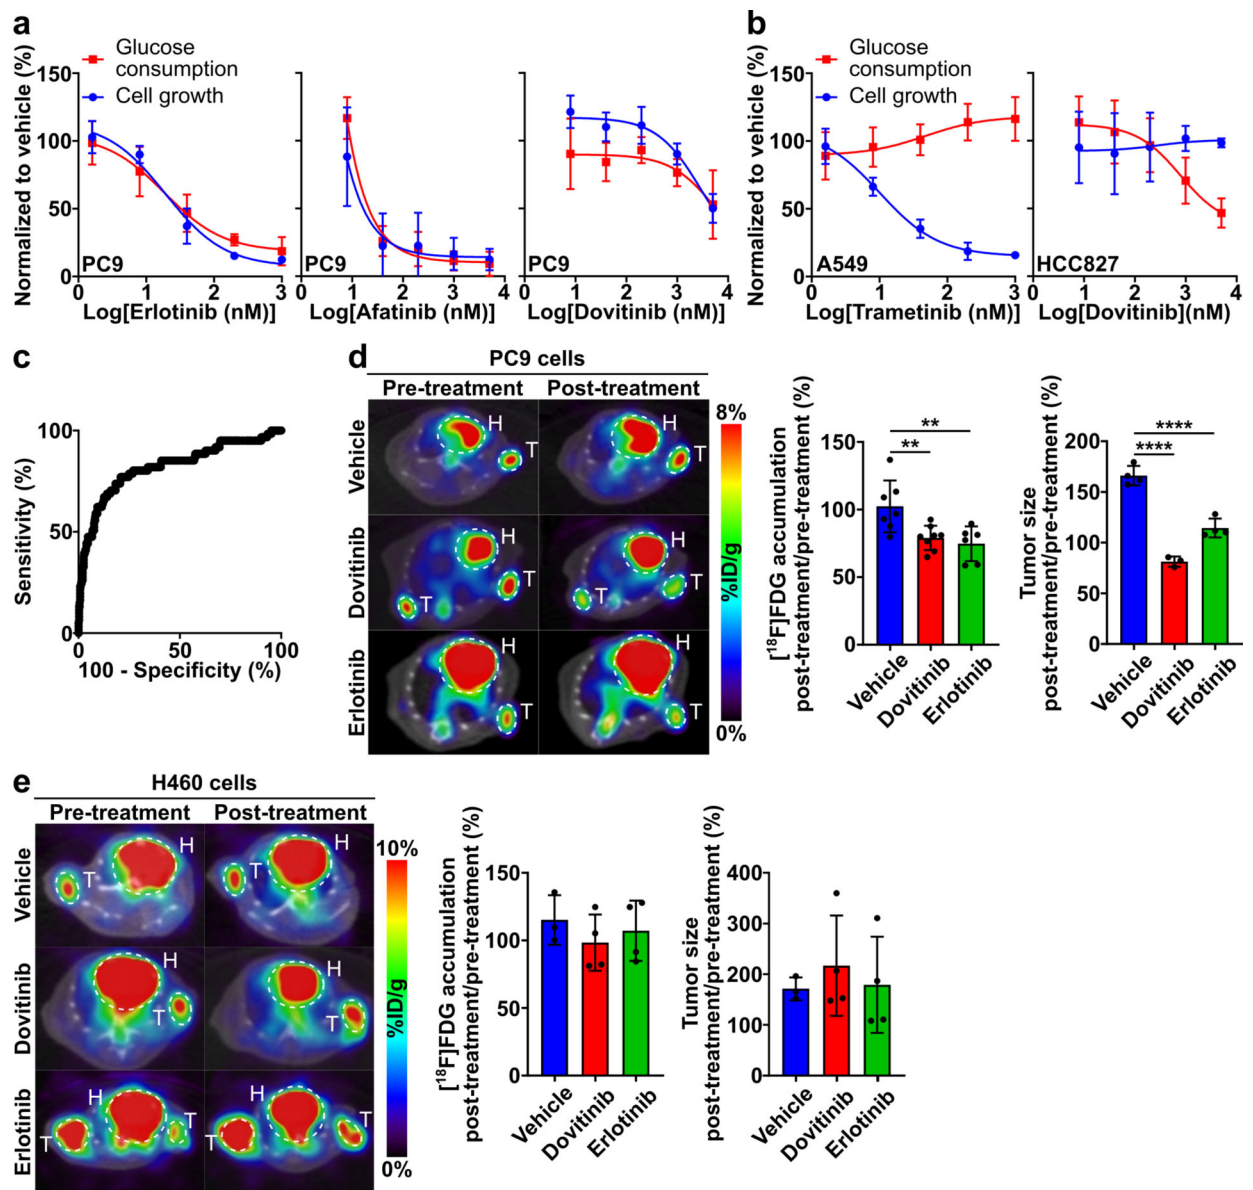 a
b
Normalized to vehicle (%)
Glucose
consumption
Cell growth
150
100
50
0
PC9
0
1
2
3
Log[Erlotinib (nM)]
PC9
0
1
2
3
4
Log[Afatinib (nM)]
PC9
0
1
2
3
4
Log[Dovitinib (nM)]
Normalized to vehicle (%)
Glucose
consumption
Cell growth
150
100
50
0
A549
0
1
2
3
Log[Trametinib (nM)]
HCC827
0
1
2
3
4
Log[Dovitinib](nM)
c
Sensitivity (%)
100
50
0
0
50
100
100 - Specificity (%)
d
PC9 cells
Pre-treatment
Post-treatment
Vehicle
H
T
H
T
Dovitinib
H
T
T
H
T
T
Erlotinib
H
T
H
T
8%
%ID/g
0%
[¹⁸F]FDG accumulation
post-treatment/pre-treatment (%)
150
100
50
0
**
**
Vehicle
Dovitinib
Erlotinib
Tumor size
post-treatment/pre-treatment (%)
200
150
100
50
0
****
****
Vehicle
Dovitinib
Erlotinib
e
H460 cells
Pre-treatment
Post-treatment
Vehicle
H
T
H
T
Dovitinib
H
T
H
T
Erlotinib
H
T
T
H
T
T
10%
%ID/g
0%
[¹⁸F]FDG accumulation
post-treatment/pre-treatment (%)
150
100
50
0
Vehicle
Dovitinib
Erlotinib
Tumor size
post-treatment/pre-treatment (%)
400
300
200
100
0
Vehicle
Dovitinib
Erlotinib